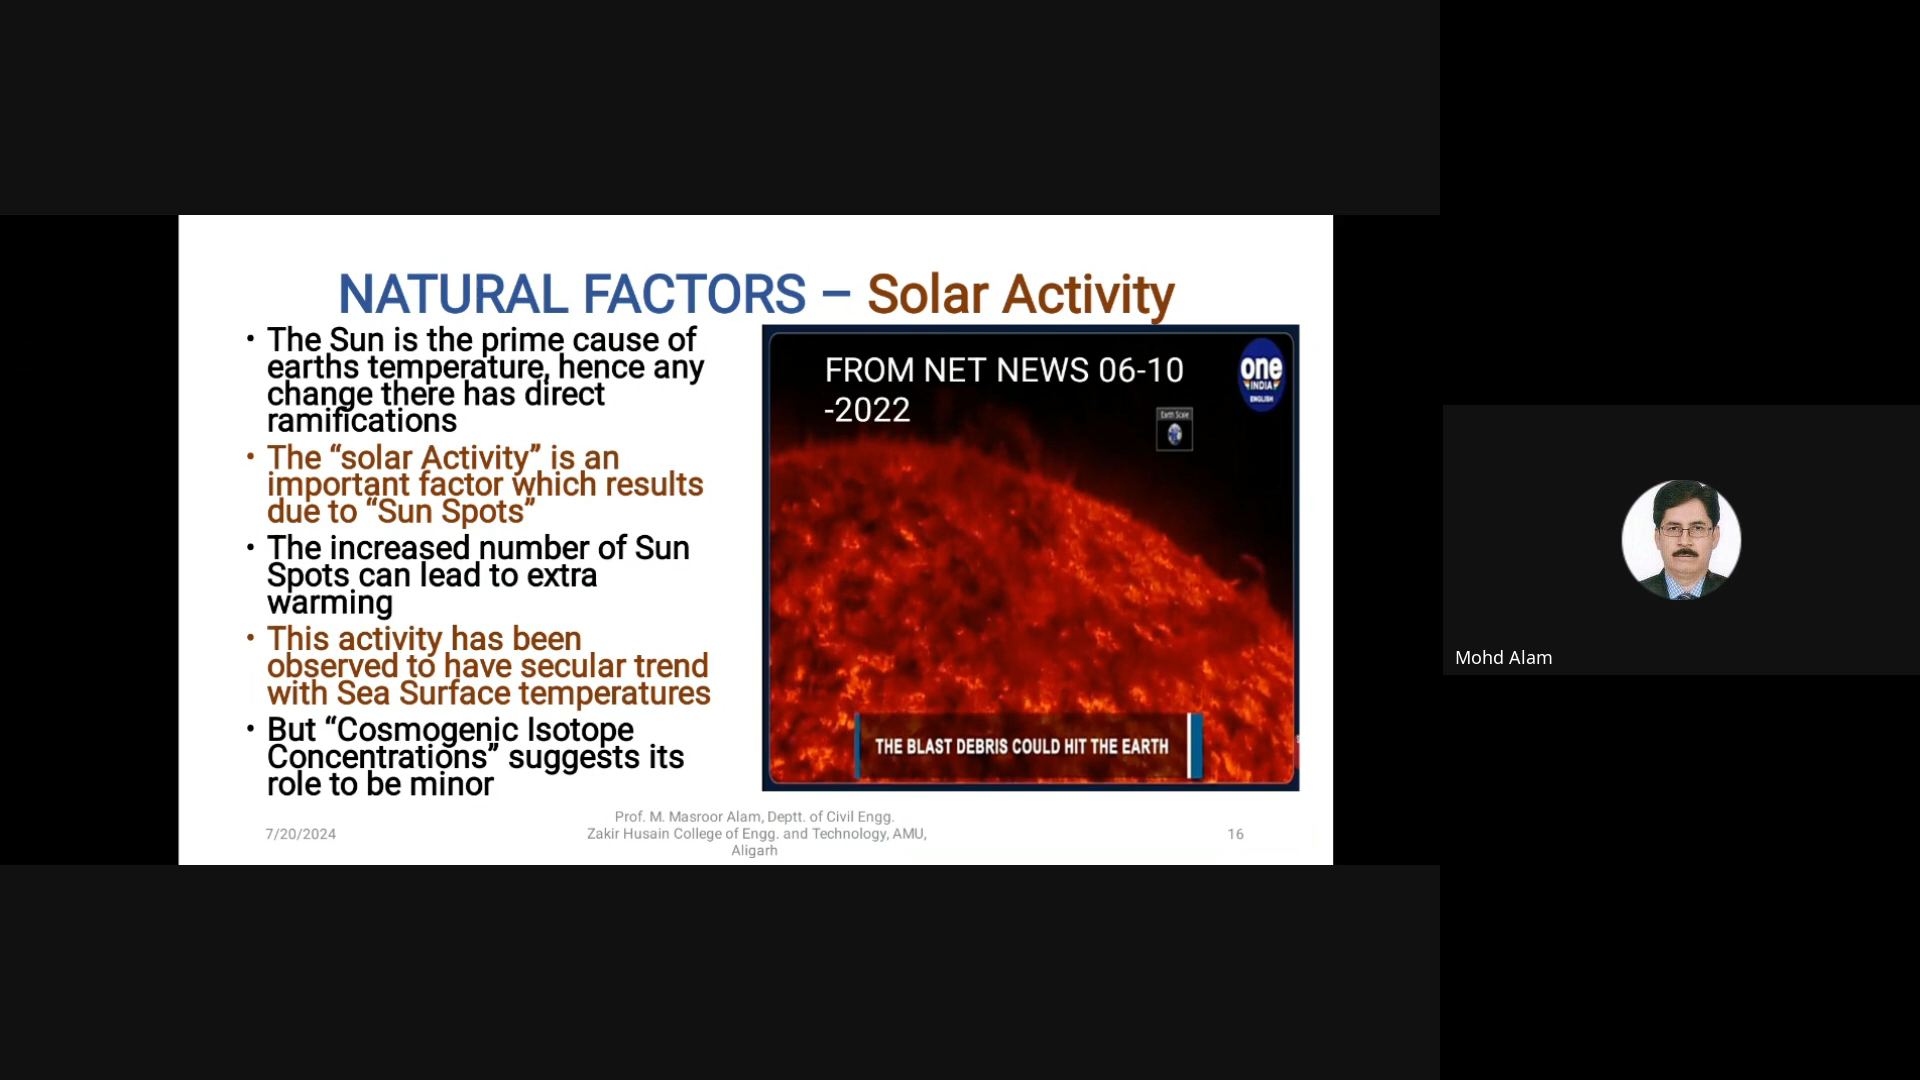 NATURAL FACTORS – Solar Activity
• The Sun is the prime cause of
earths temperature, hence any
change there has direct
ramifications
• The “solar Activity” is an
important factor which results
due to “Sun Spots”
• The increased number of Sun
Spots can lead to extra
warming
• This activity has been
observed to have secular trend
with Sea Surface temperatures
• But “Cosmogenic Isotope
Concentrations” suggests its
role to be minor
FROM NET NEWS 06-10
-2022
one
INDIA
ENGLISH
Earth Scale
THE BLAST DEBRIS COULD HIT THE EARTH
7/20/2024
Prof. M. Masroor Alam, Deptt. of Civil Engg.
Zakir Husain College of Engg. and Technology, AMU,
Aligarh
16
Mohd Alam